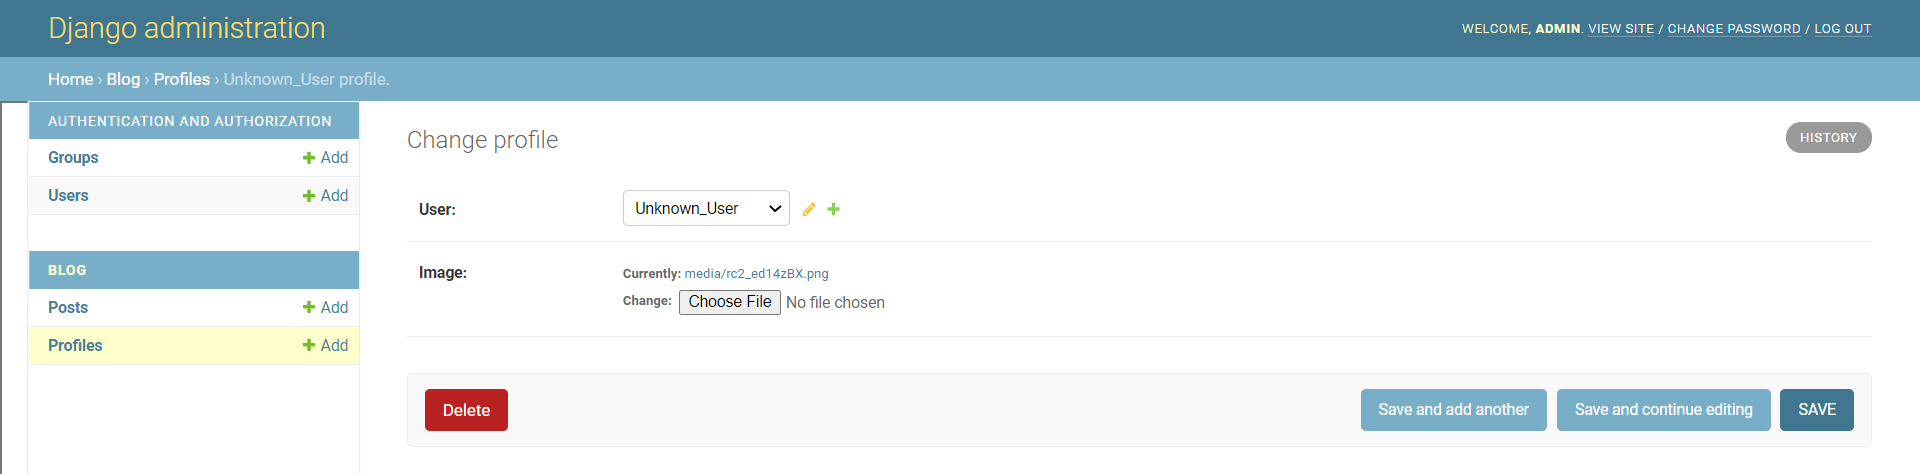 Django administration
WELCOME, ADMIN. VIEW SITE / CHANGE PASSWORD / LOG OUT
Home › Blog › Profiles › Unknown_User profile.
AUTHENTICATION AND AUTHORIZATION
Groups Add
Users Add
BLOG
Posts Add
Profiles Add
Change profile
HISTORY
User: Unknown_User
Image: Currently: media/rc2_ed14zBX.png
Change: Choose File No file chosen
Delete Save and add another Save and continue editing SAVE